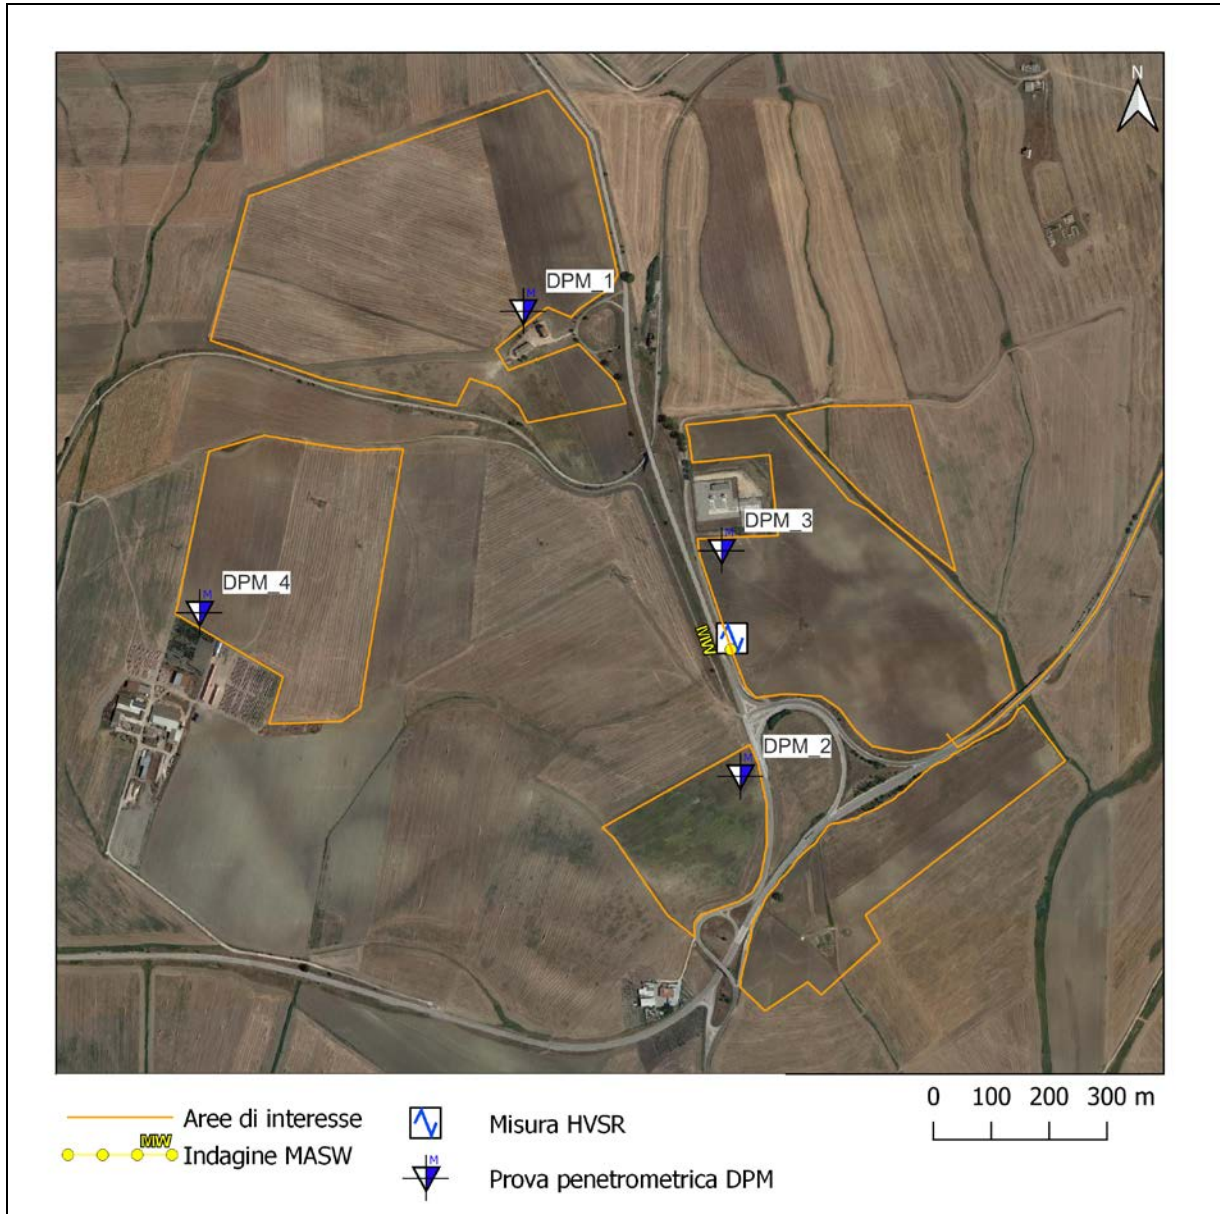 N
M
DPM_1
M
DPM_3
M
DPM_4
MW
M
DPM_2
Aree di interesse
MW
Indagine MASW
Misura HVSR
M
Prova penetrometrica DPM
0 100 200 300 m